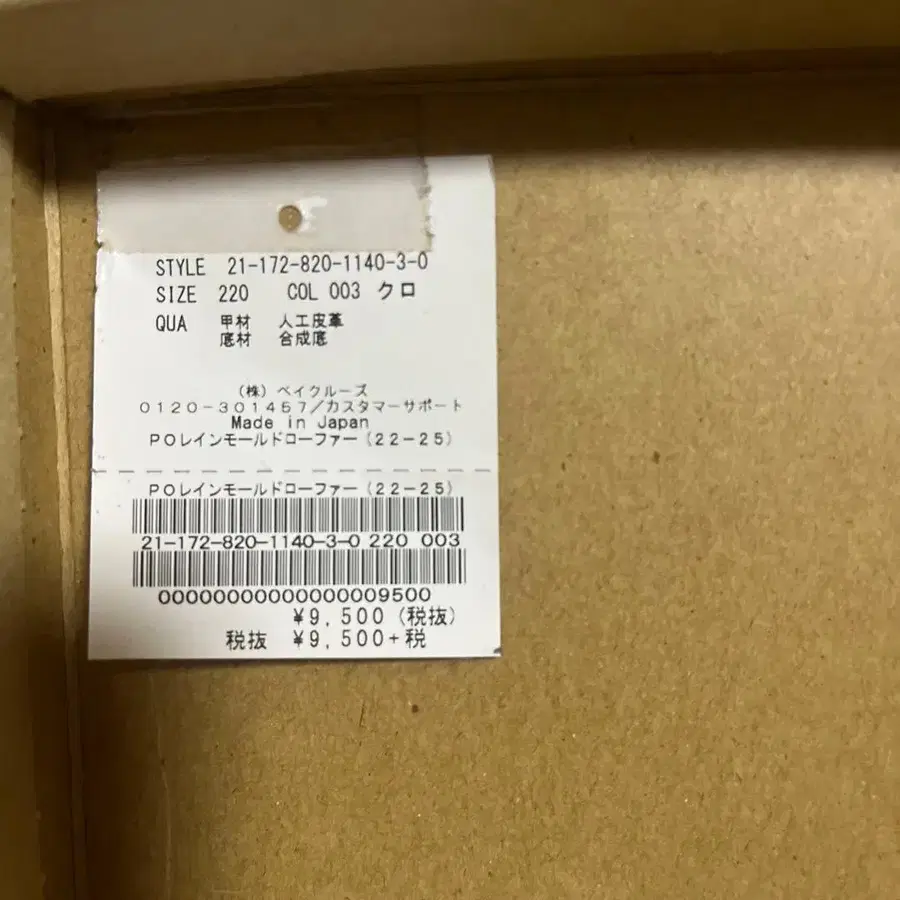 STYLE 21-172-820-1140-3-0
SIZE 220 COL 003 クロ
QUA 甲材 人工皮革
底材 合成底
(株) ベイクルーズ
0120-301457/カスタマーサポート
Made in Japan
POレインモールドローファー(22-25)
POレインモールドローファー(22-25)
21-172-820-1140-3-0 220 003
0000000000000000009500
¥9,500 (税抜)
税抜 ¥9,500+税